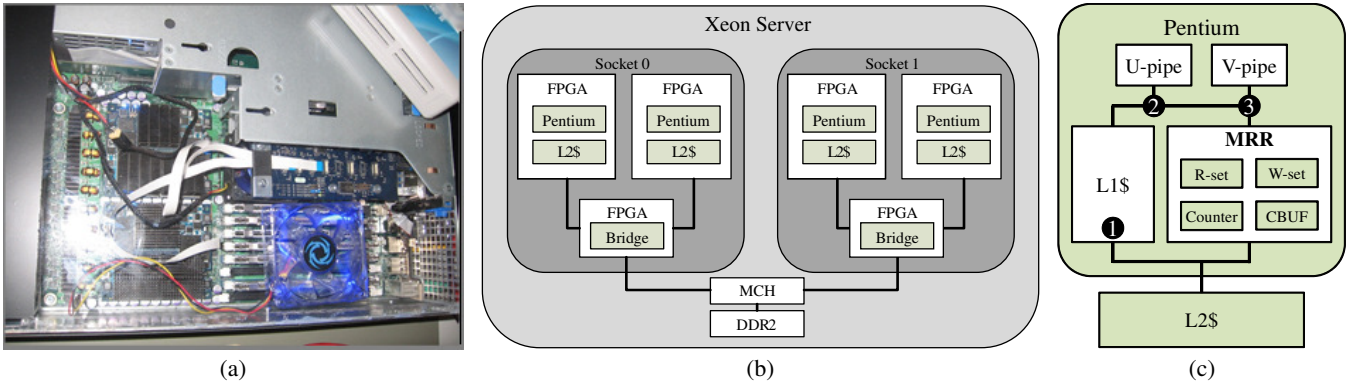 Xeon Server
Socket 0
Socket 1
FPGA
FPGA
FPGA
FPGA
Pentium
Pentium
Pentium
Pentium
L2$
L2$
L2$
L2$
FPGA
FPGA
Bridge
Bridge
MCH
DDR2
Pentium
U-pipe
V-pipe
2
3
L1$
MRR
R-set
W-set
Counter
CBUF
1
L2$
(a)
(b)
(c)